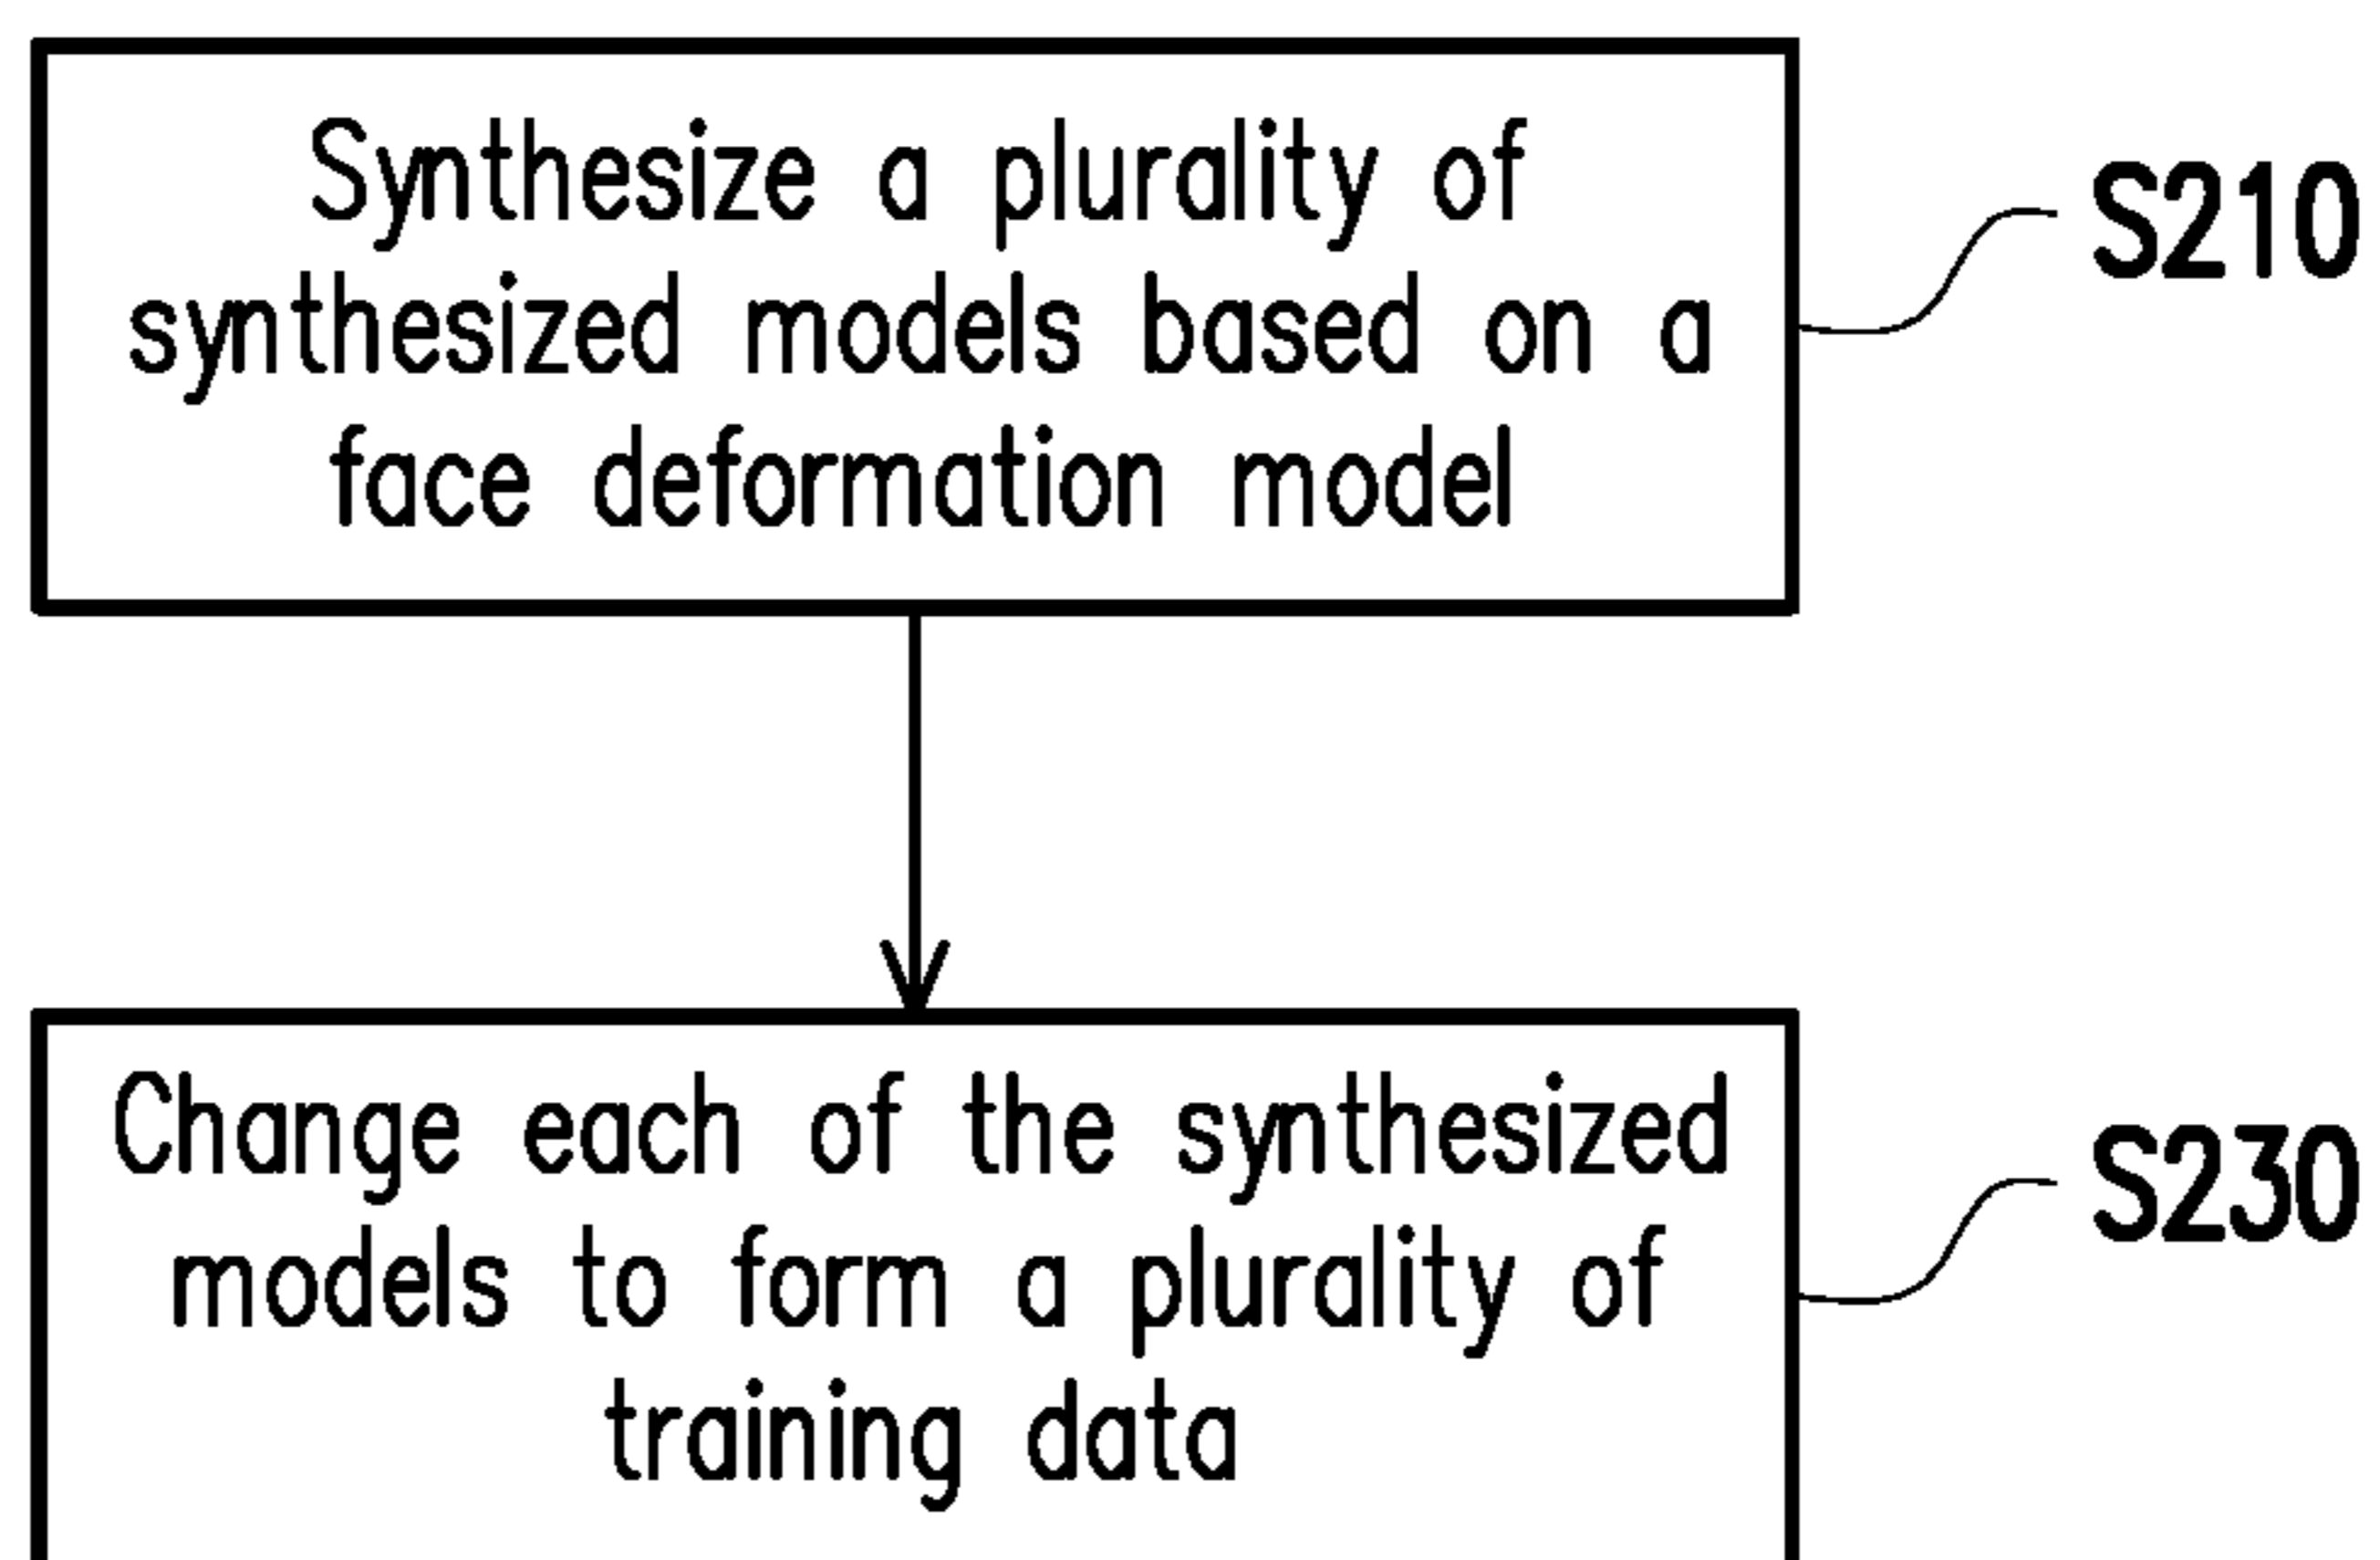 Synthesize a plurality of
synthesized models based on a
face deformation model
S210
Change each of the synthesized
models to form a plurality of
training data
S230